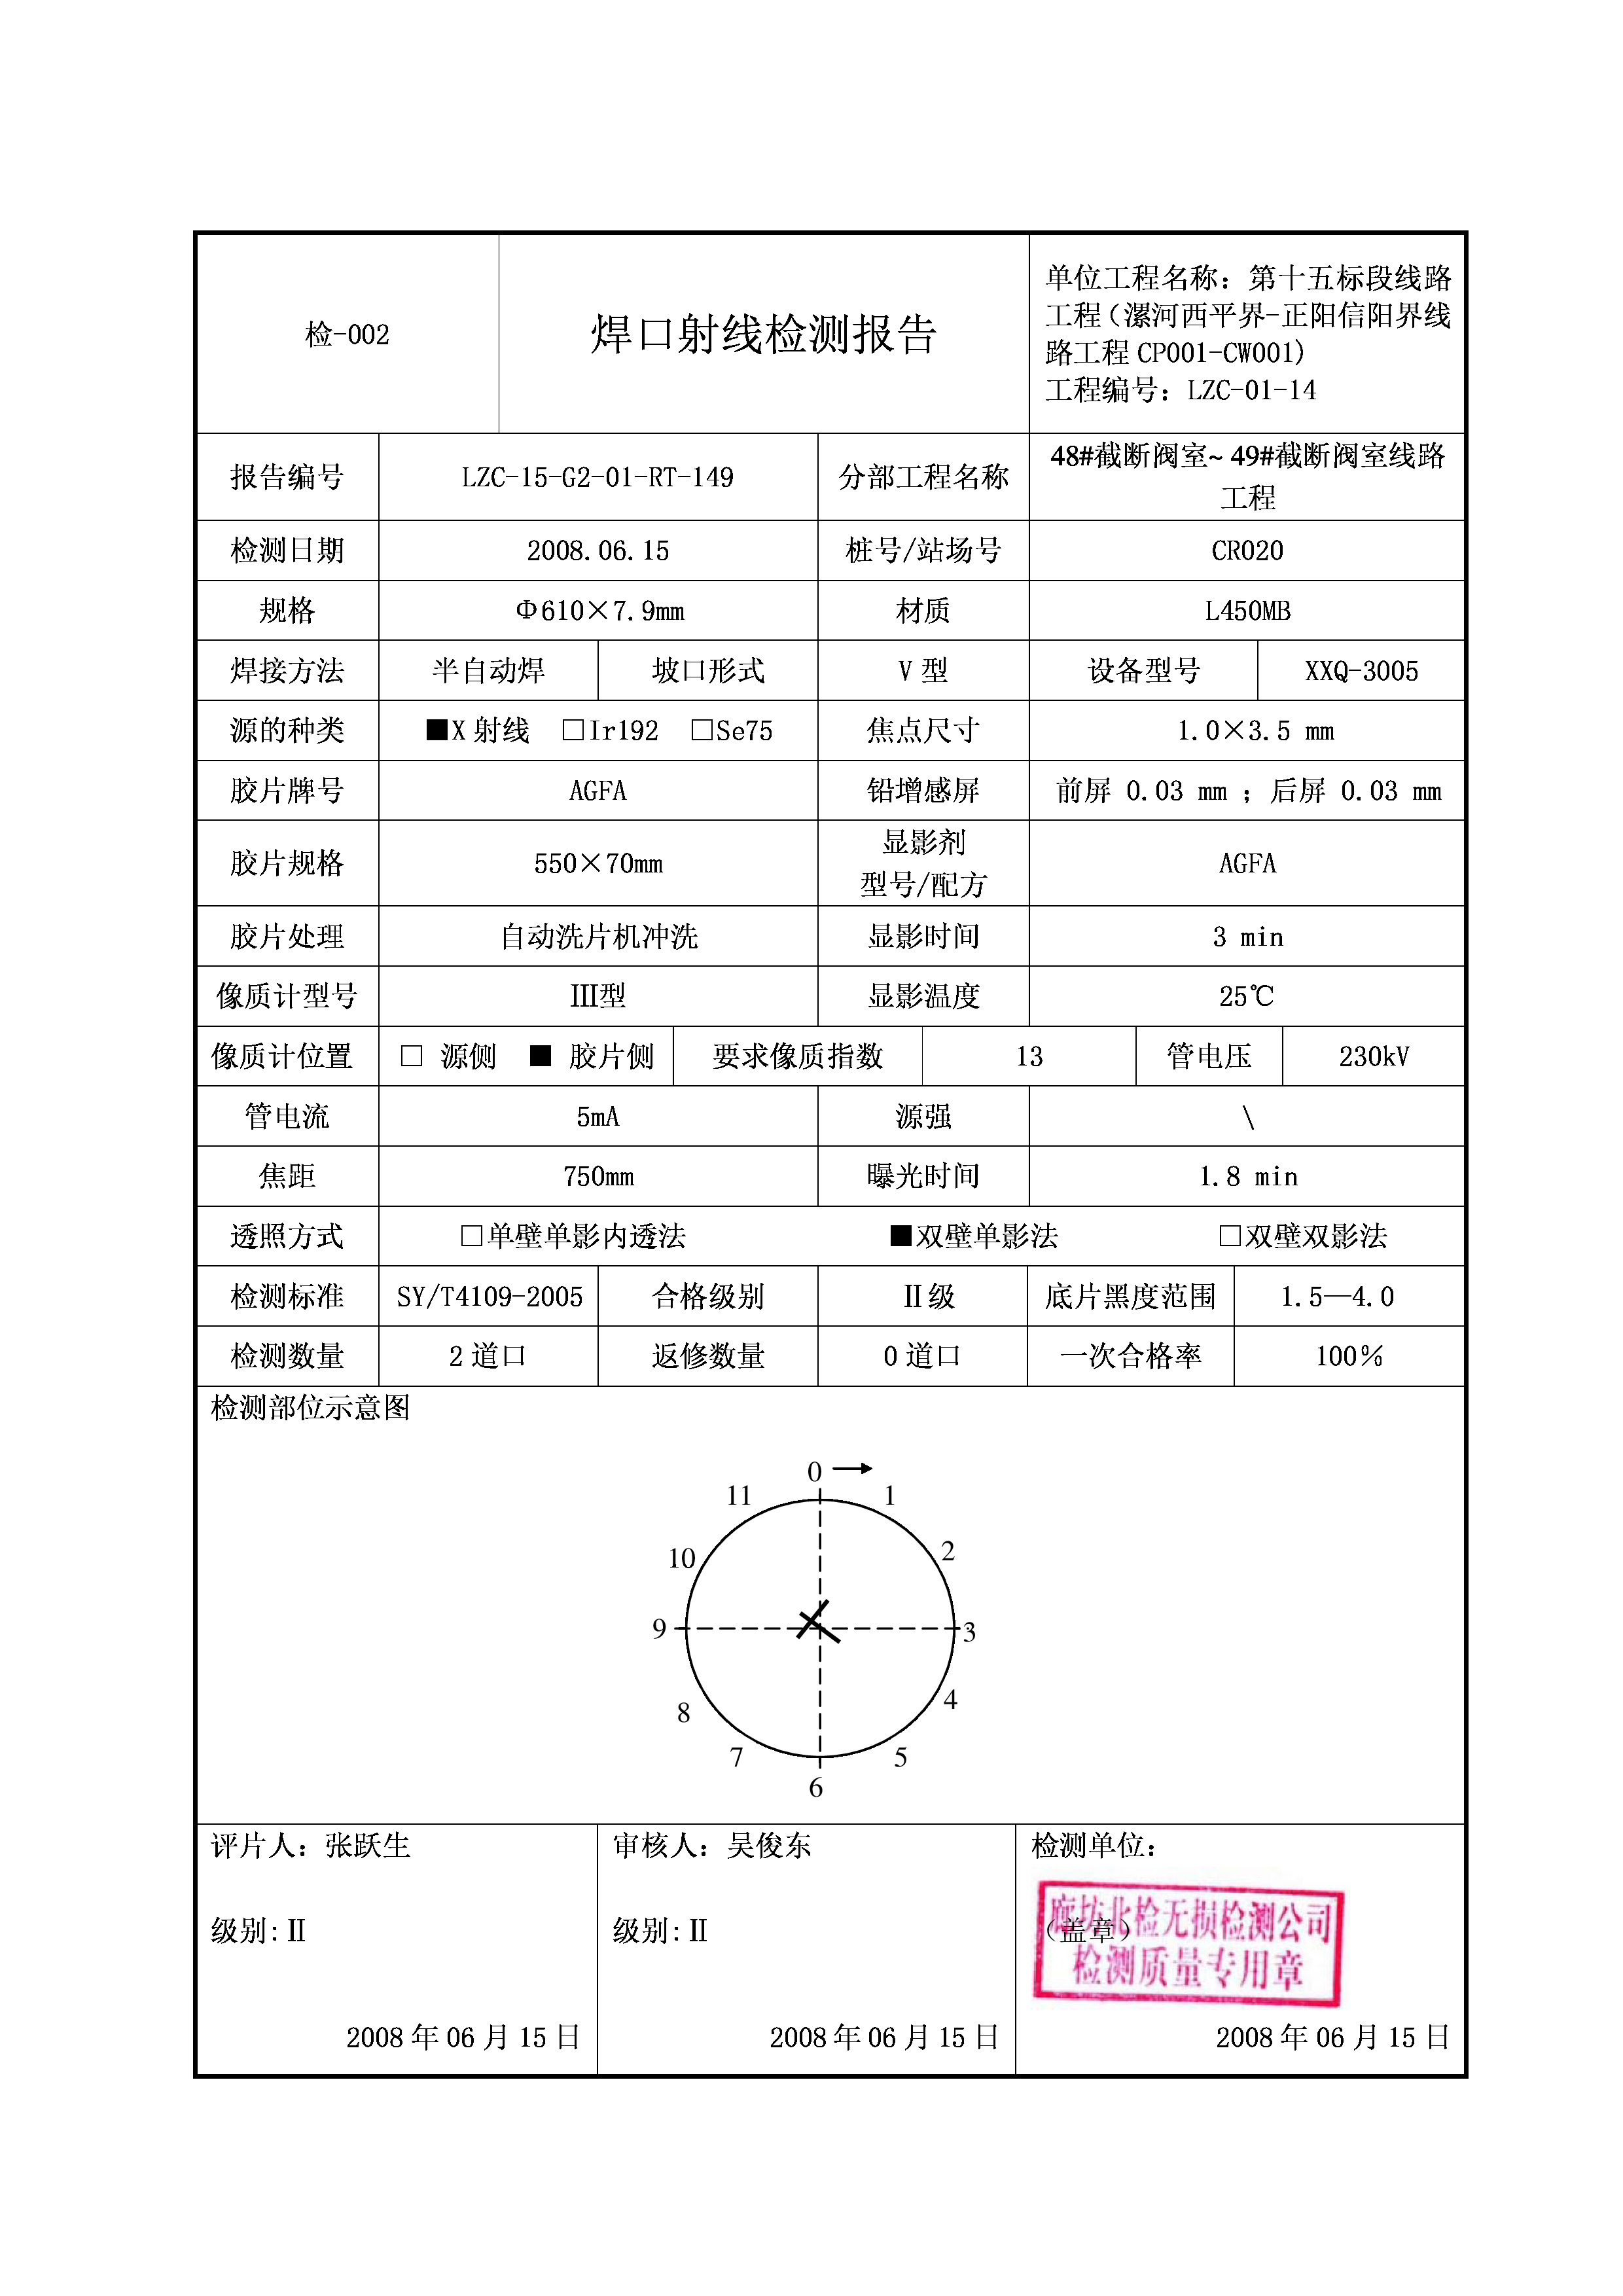 检-002
焊口射线检测报告
单位工程名称：第十五标段线路
工程（漯河西平界-正阳信阳界线
路工程 CP001-CW001)
工程编号：LZC-01-14
报告编号
LZC-15-G2-01-RT-149
分部工程名称
48#截断阀室~ 49#截断阀室线路
工程
检测日期
2008.06.15
桩号/站场号
CR020
规格
Φ610×7.9mm
材质
L450MB
焊接方法
半自动焊
坡口形式
V 型
设备型号
XXQ-3005
源的种类
■X 射线 □Ir192 □Se75
焦点尺寸
1.0×3.5 mm
胶片牌号
AGFA
铅增感屏
前屏 0.03 mm ；后屏 0.03 mm
胶片规格
550×70mm
显影剂
型号/配方
AGFA
胶片处理
自动洗片机冲洗
显影时间
3 min
像质计型号
III型
显影温度
25℃
像质计位置
□ 源侧 ■ 胶片侧
要求像质指数
13
管电压
230kV
管电流
5mA
源强
\
焦距
750mm
曝光时间
1.8 min
透照方式
□单壁单影内透法 ■双壁单影法 □双壁双影法
检测标准
SY/T4109-2005
合格级别
II级
底片黑度范围
1.5—4.0
检测数量
2 道口
返修数量
0 道口
一次合格率
100%
检测部位示意图
0
11
1
2
10
9
3
4
8
7
5
6
评片人：张跃生
审核人：吴俊东
检测单位：
级别：II
级别：II
（盖章）
廊坊北检无损检测公司
检测质量专用章
2008 年 06 月 15 日
2008 年 06 月 15 日
2008 年 06 月 15 日